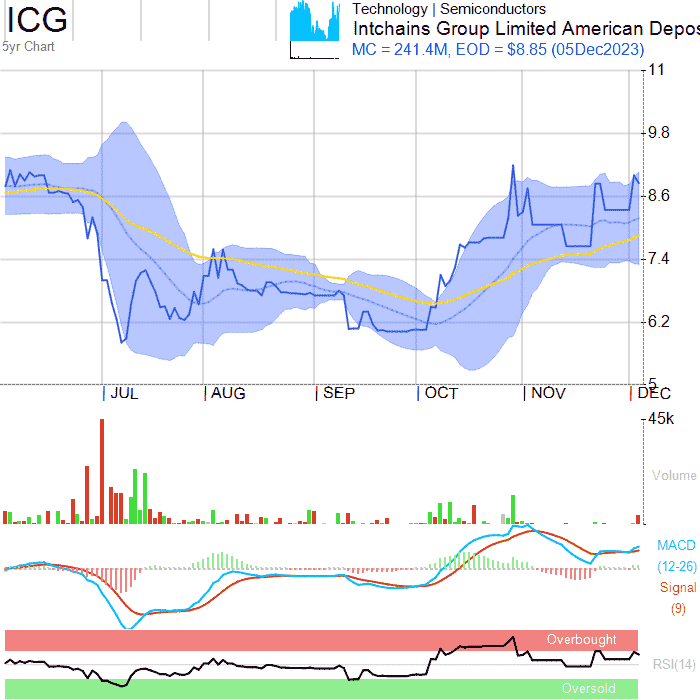 ICG
5yr Chart
Technology | Semiconductors
Intchains Group Limited American Depos
MC = 241.4M, EOD = $8.85 (05Dec2023)
11
9.8
8.6
7.4
6.2
5
JUL AUG SEP OCT NOV DEC
45k
Volume
MACD
(12-26)
Signal
(9)
Overbought
RSI(14)
Oversold